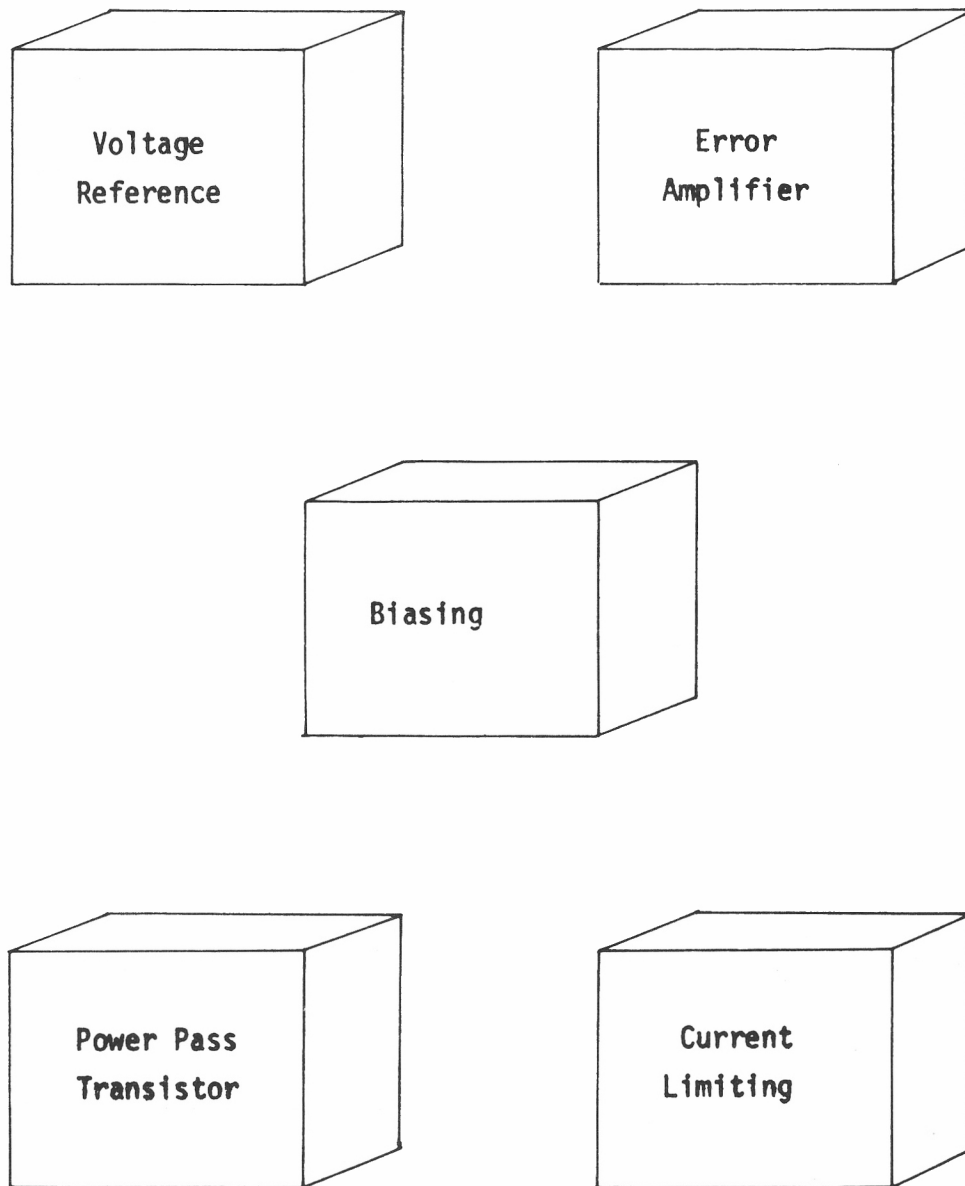 Voltage
Reference
Error
Amplifier
Biasing
Power Pass
Transistor
Current
Limiting